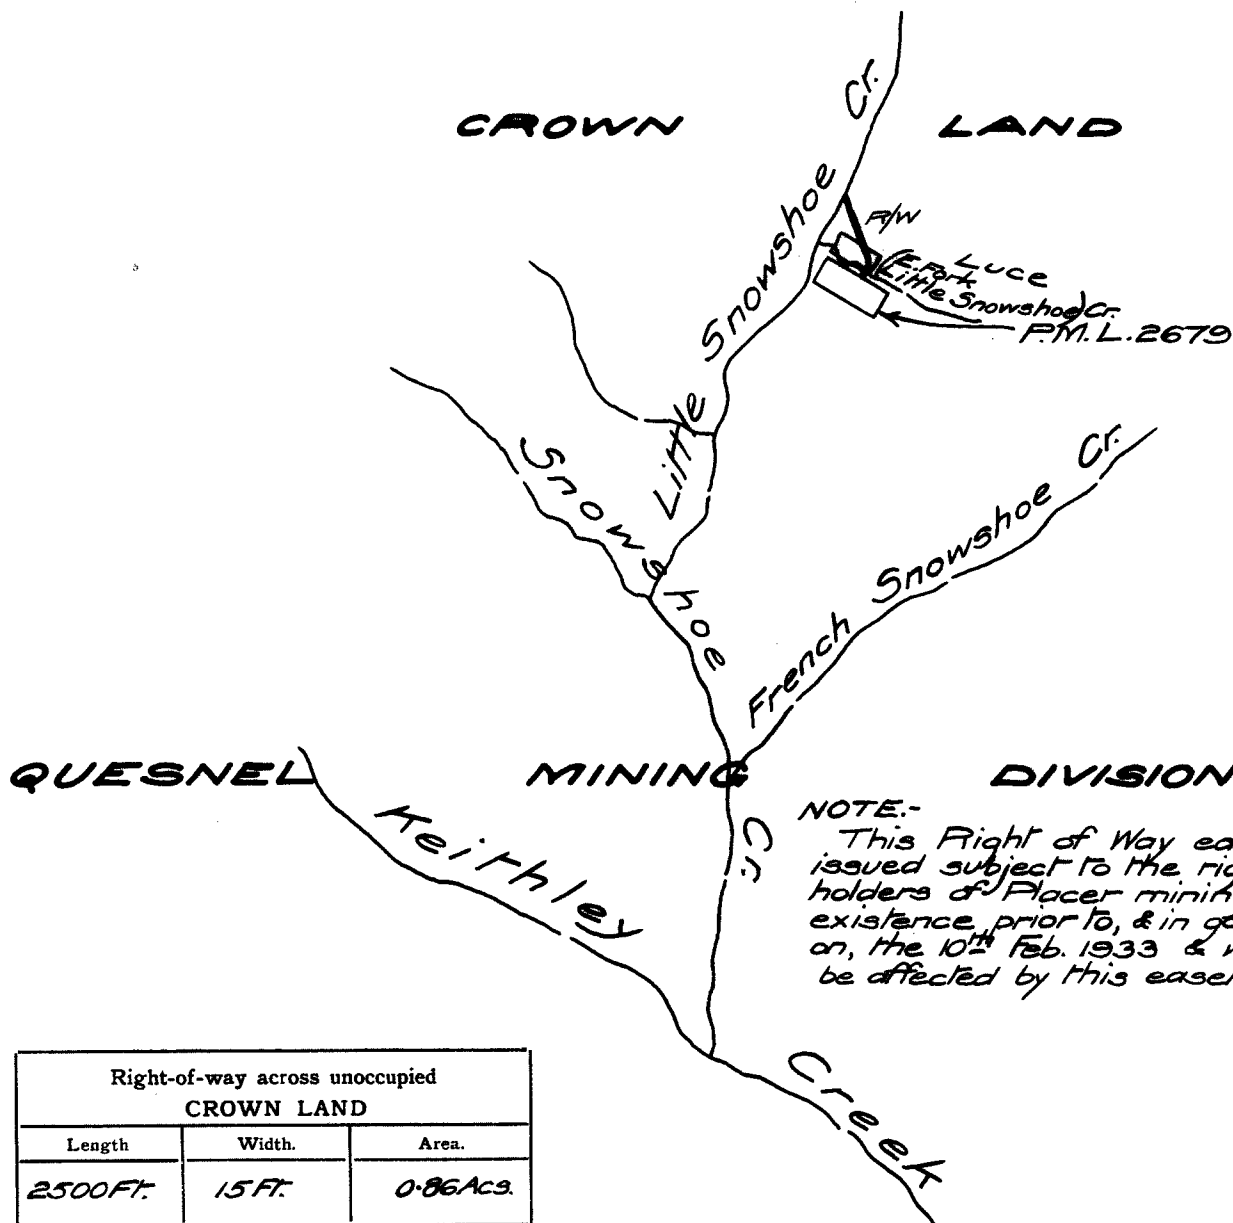 CROWN LAND
Little Snowshoe Cr.
R/W
Luce
(E. Fork
Little Snowshoe) Cr.
P.M.L. 2679
Snowshoe Cr.
French Snowshoe Cr.
QUESNEL MINING DIVISION
Keithley Creek
NOTE:-
This Right of Way ea
issued subject to the
holders of Placer
existence prior to, & in
on, the 10th Feb. 1933 &
be affected by this
Right-of-way across unoccupied
CROWN LAND
Length Width. Area.
2500 Ft. 15 Ft. 0.86 Acs.